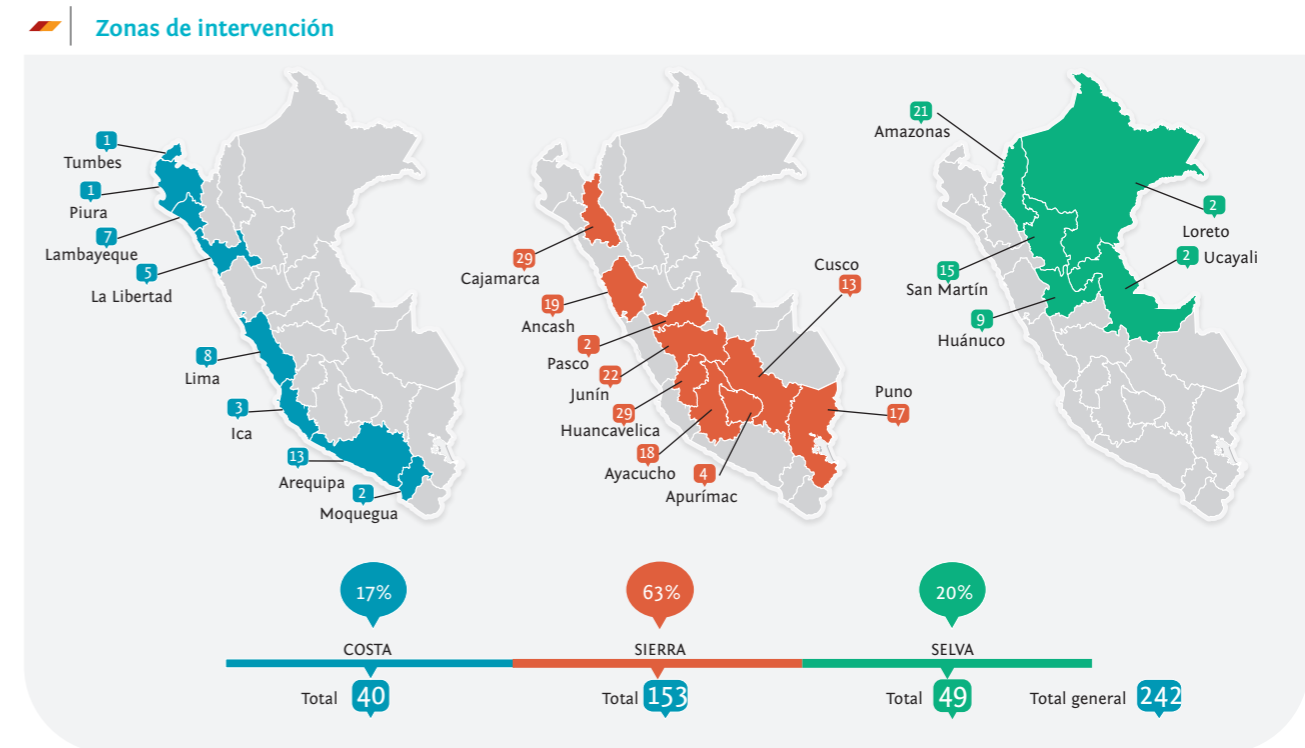 Zonas de intervención
1
Tumbes
1
Piura
7
Lambayeque
5
La Libertad
8
Lima
3
Ica
13
Arequipa
2
Moquegua
29
Cajamarca
19
Ancash
2
Pasco
22
Junín
29
Huancavelica
18
Ayacucho
4
Apurímac
Cusco
13
Puno
17
21
Amazonas
2
Loreto
2 Ucayali
15
San Martín
9
Huánuco
17%
63%
20%
COSTA
SIERRA
SELVA
Total 40
Total 153
Total 49
Total general 242